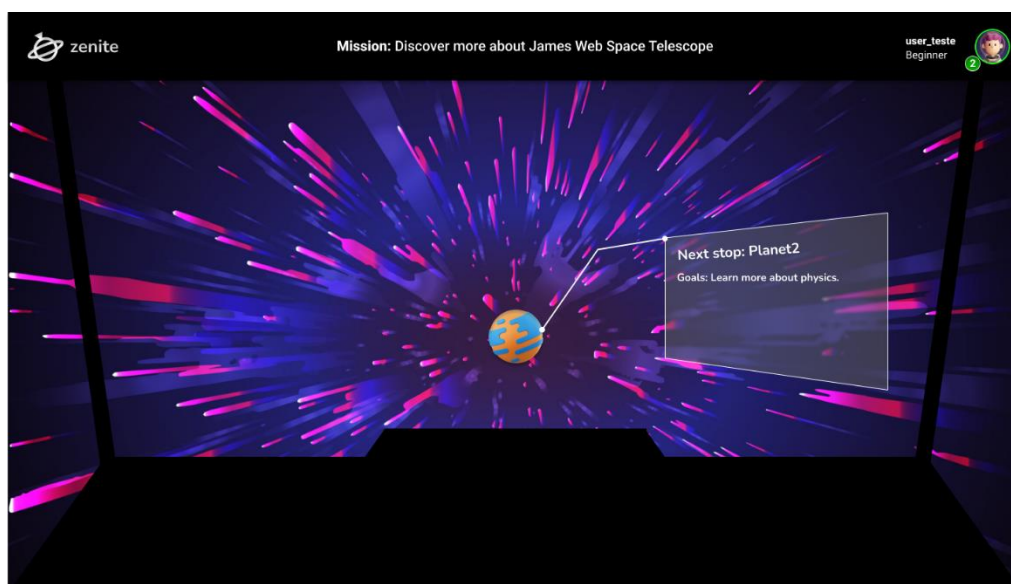 zenite
Mission: Discover more about James Web Space Telescope
user_teste
Beginner
2
Next stop: Planet2
Goals: Learn more about physics.